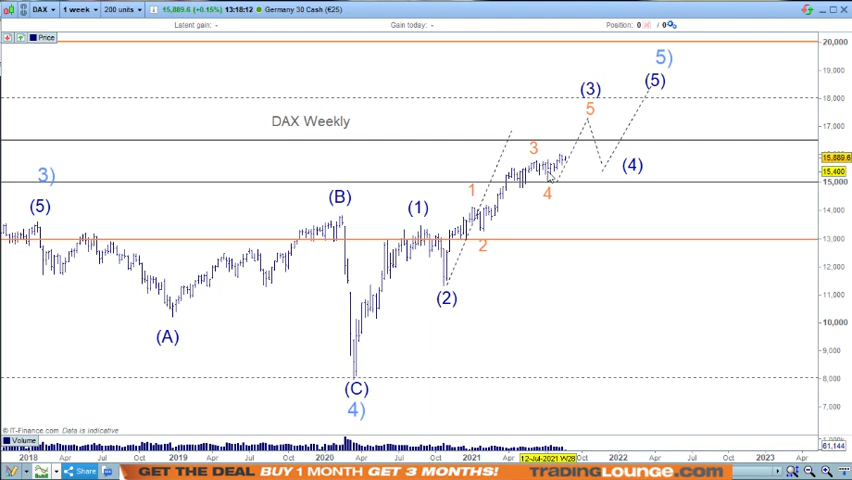 DAX 1 week 200 units 15,889.6 (+0.15%) 13:18:12 Germany 30 Cash (€25)
Latent gain: - Gain today: - Position: 0 / 0
Price
20,000
5)
19,000
(5)
18,000
(3)
5
DAX Weekly
17,000
3
15,889.6
(4)
15,400
3)
15,000
4
1
(B)
(5)
(1)
14,000
2
13,000
12,000
(2)
11,000
(A)
10,000
9,000
8,000
(C)
4)
7,000
© IT-Finance.com Data is indicative
Volume
61,144
2018 Apr Jul Oct 2019 Apr Jul Oct 2020 Apr Jul Oct 2021 Apr 12-Jul-2021 W28 Oct 2022 Apr Jul Oct 2023 Apr
Share GET THE DEAL BUY 1 MONTH GET 3 MONTHS! TRADINGLOUNGE.COM